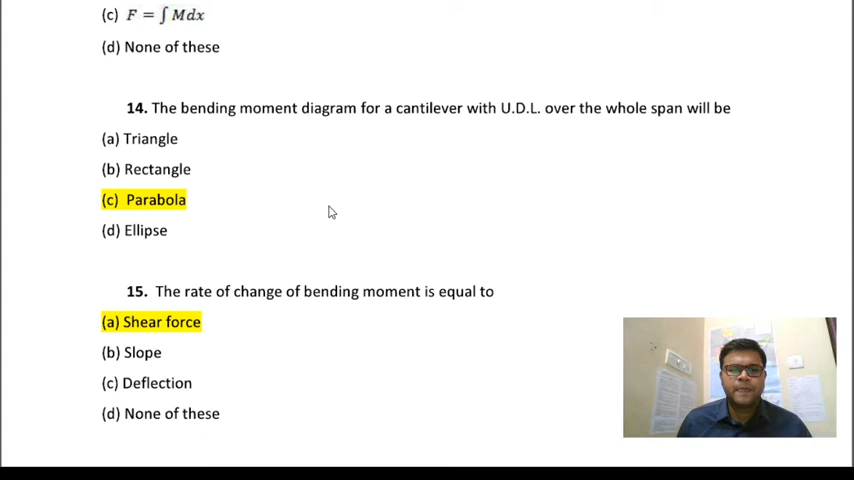 (c) F = ∫ Mdx
(d) None of these
14. The bending moment diagram for a cantilever with U.D.L. over the whole span will be
(a) Triangle
(b) Rectangle
(c) Parabola
(d) Ellipse
15. The rate of change of bending moment is equal to
(a) Shear force
(b) Slope
(c) Deflection
(d) None of these